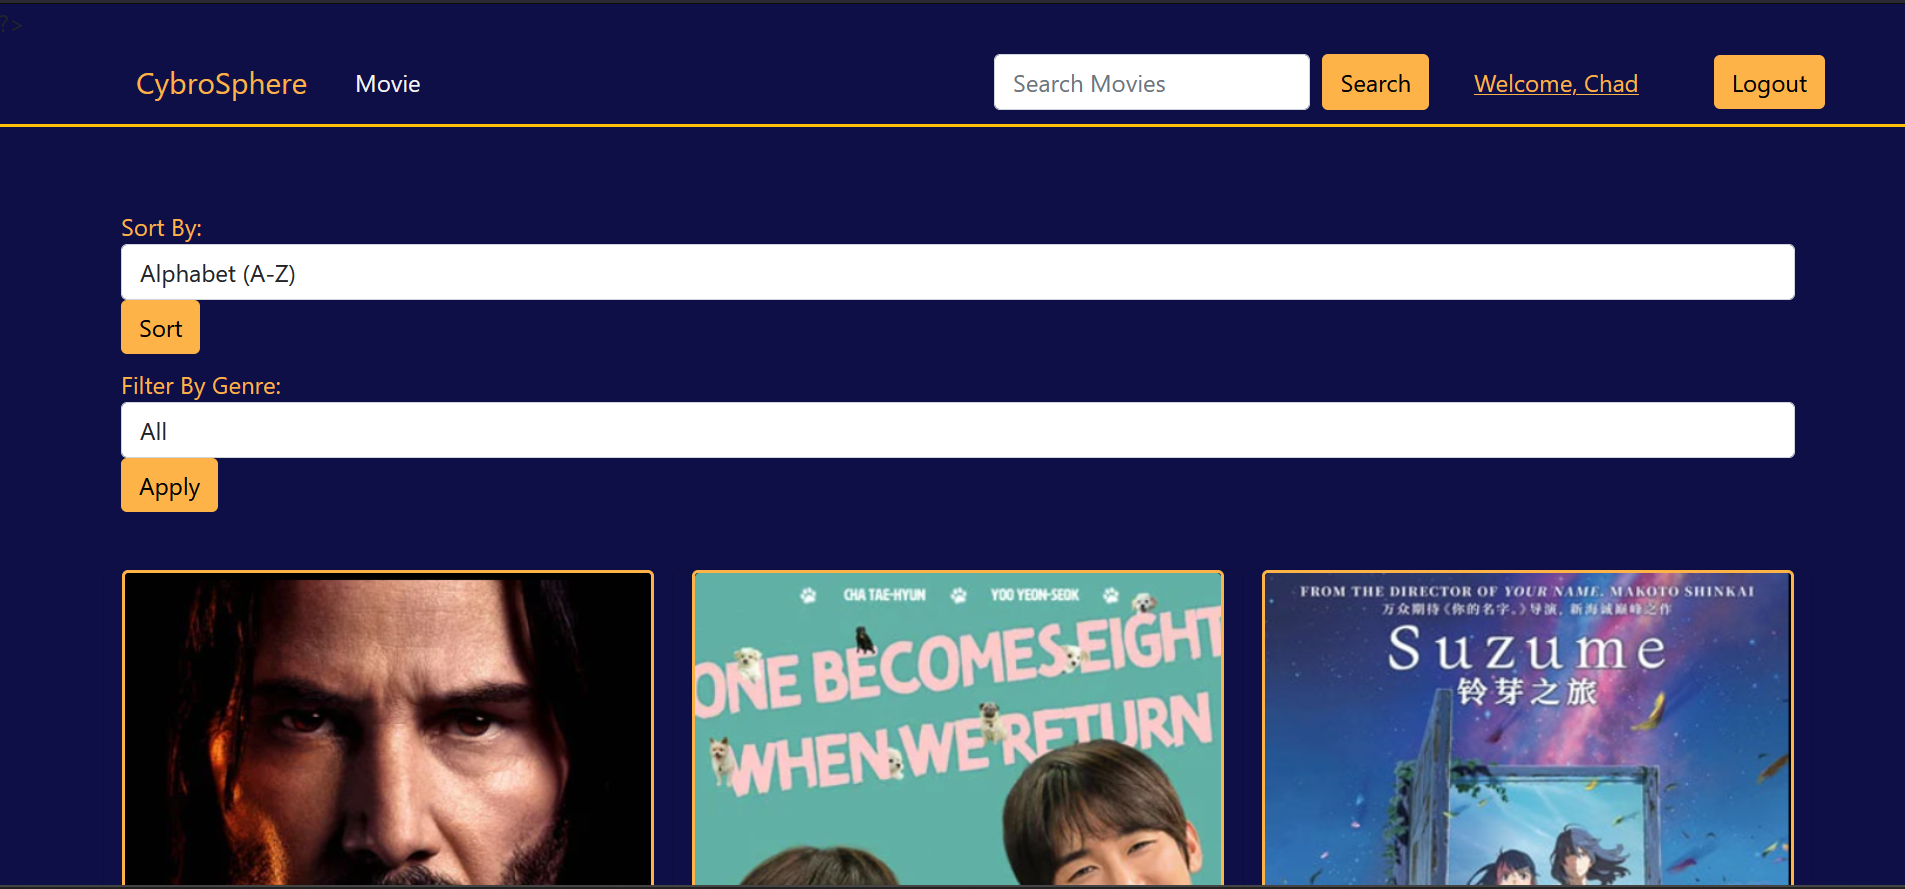 ?>
CybroSphere Movie Search Movies Search Welcome, Chad Logout
Sort By:
Alphabet (A-Z)
Sort
Filter By Genre:
All
Apply
CHA TAE-HYUN YOO YEON-SEOK
ONE BECOMES EIGHT
WHEN WE RETURN
FROM THE DIRECTOR OF YOUR NAME. MAKOTO SHINKAI
万众期待《你的名字。》导演, 新海诚巅峰之作
Suzume
铃芽之旅